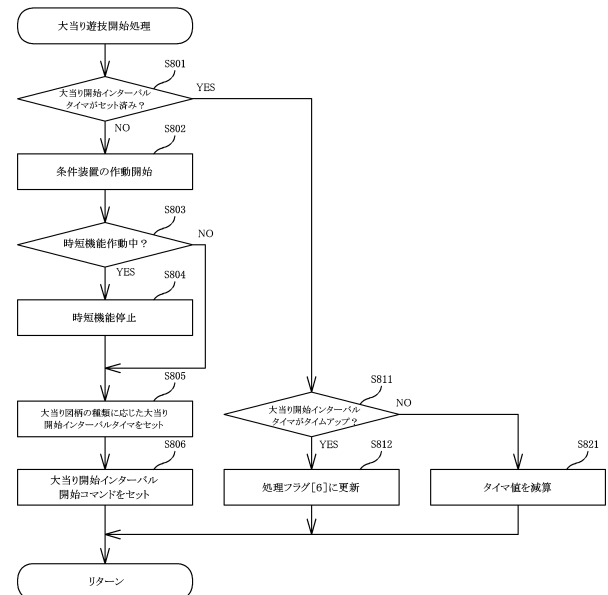 大当り遊技開始処理
S801
大当り開始インターバル
タイマがセット済み?
YES
NO
S802
条件装置の作動開始
S803
時短機能作動中?
NO
YES
S804
時短機能停止
S805
大当り図柄の種類に応じた大当り
開始インターバルタイマをセット
S806
大当り開始インターバル
開始コマンドをセット
S811
大当り開始インターバル
タイマがタイムアップ?
NO
YES
S812
処理フラグ[6]に更新
S821
タイマ値を減算
リターン